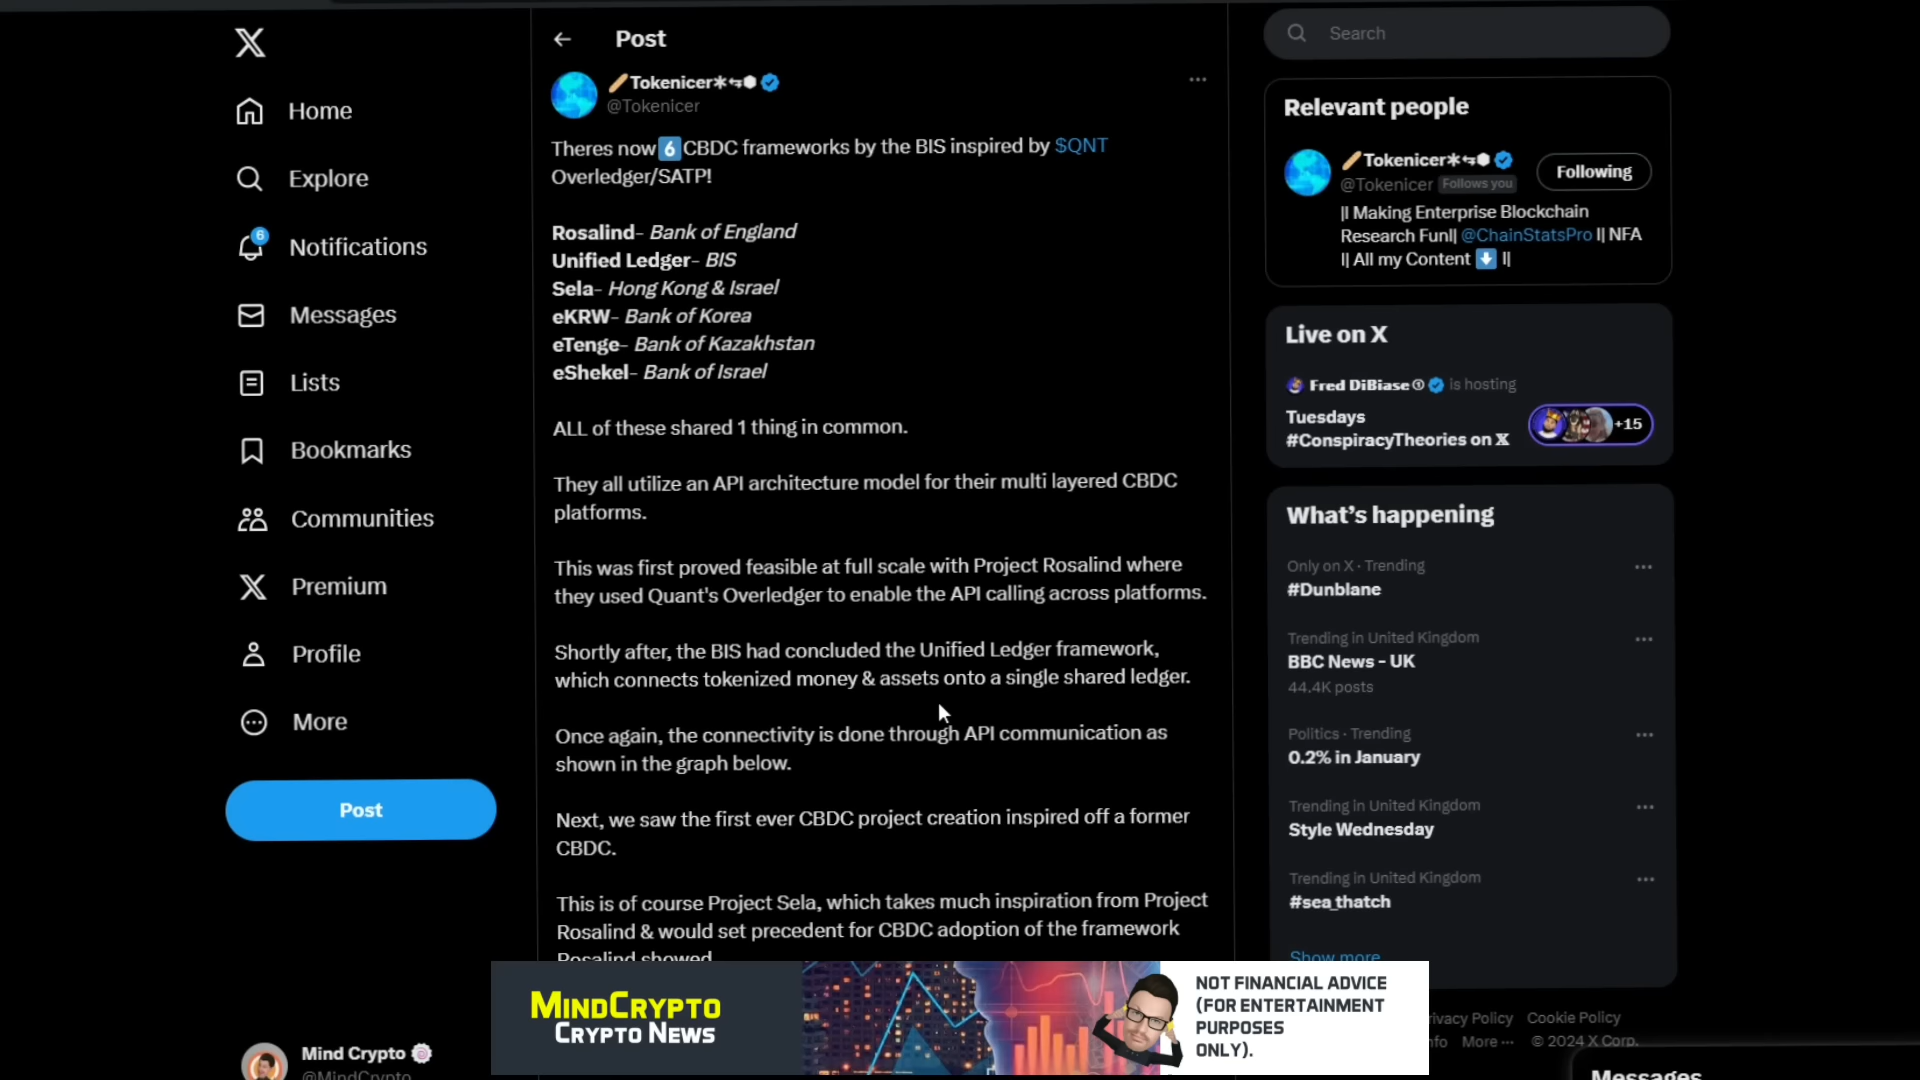 Home
Explore
6
Notifications
Messages
Lists
Bookmarks
Communities
Premium
Profile
More
Post
Mind Crypto
@MindCrypto
Post
Tokenicer
@Tokenicer
Theres now 6 CBDC frameworks by the BIS inspired by $QNT
Overledger/SATP!
Rosalind- Bank of England
Unified Ledger- BIS
Sela- Hong Kong & Israel
eKRW- Bank of Korea
eTenge- Bank of Kazakhstan
eShekel- Bank of Israel
ALL of these shared 1 thing in common.
They all utilize an API architecture model for their multi layered CBDC
platforms.
This was first proved feasible at full scale with Project Rosalind where
they used Quant's Overledger to enable the API calling across platforms.
Shortly after, the BIS had concluded the Unified Ledger framework,
which connects tokenized money & assets onto a single shared ledger.
Once again, the connectivity is done through API communication as
shown in the graph below.
Next, we saw the first ever CBDC project creation inspired off a former
CBDC.
This is of course Project Sela, which takes much inspiration from Project
Rosalind & would set precedent for CBDC adoption of the framework
Rosalind showed
MINDCRYPTO
CRYPTO NEWS
NOT FINANCIAL ADVICE
(FOR ENTERTAINMENT
PURPOSES
ONLY).
Search
Relevant people
Tokenicer
@Tokenicer Follows you
Following
|| Making Enterprise Blockchain
Research Fun|| @ChainStatsPro || NFA
|| All my Content ⬇ ||
Live on X
Fred DiBiase is hosting
Tuesdays
#ConspiracyTheories on X
+15
What's happening
Only on X · Trending
#Dunblane
Trending in United Kingdom
BBC News - UK
44.4K posts
Politics · Trending
0.2% in January
Trending in United Kingdom
Style Wednesday
Trending in United Kingdom
#sea_thatch
Show more
Policy Cookie Policy
More ··· © 2024 X Corp.
Messages